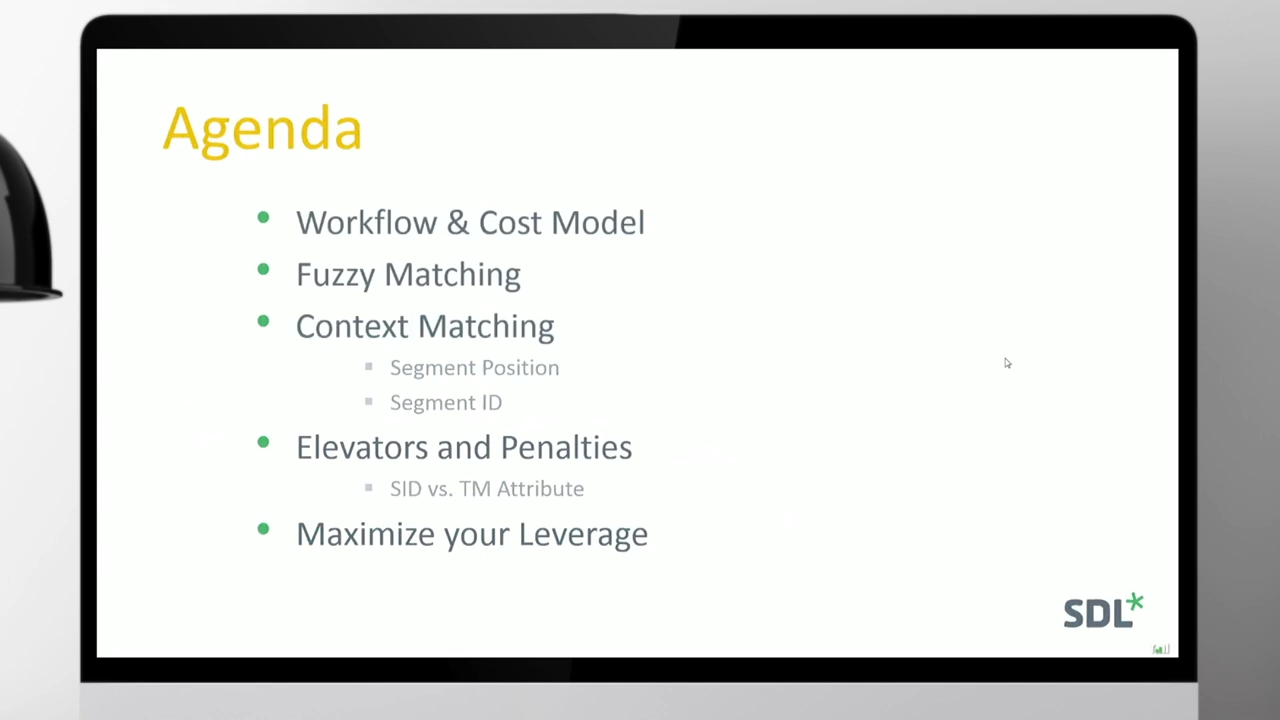 Agenda
Workflow & Cost Model
Fuzzy Matching
Context Matching
Segment Position
Segment ID
Elevators and Penalties
SID vs. TM Attribute
Maximize your Leverage
SDL*